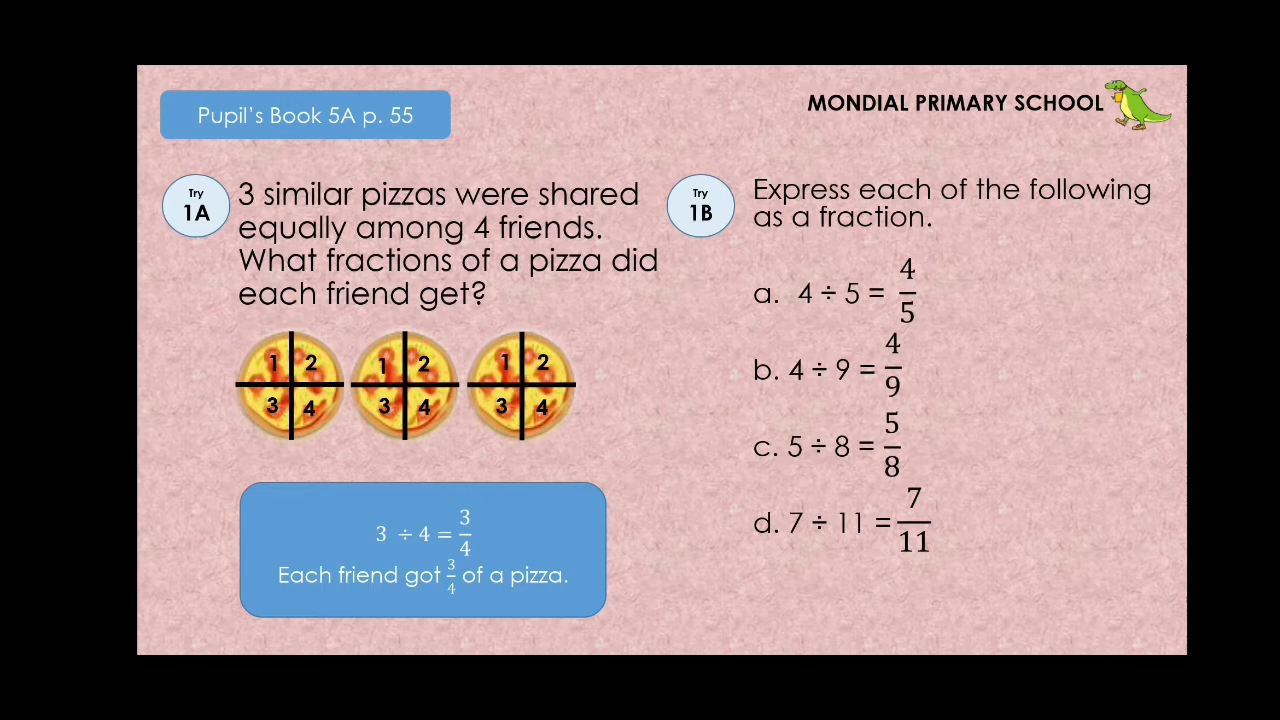 Pupil's Book 5A p. 55
MONDIAL PRIMARY SCHOOL
Try
1A
3 similar pizzas were shared
equally among 4 friends.
What fractions of a pizza did
each friend get?
1 2 1 2 1 2
3 4 3 4 3 4
3 ÷ 4 = 3/4
Each friend got 3/4 of a pizza.
Try
1B
Express each of the following
as a fraction.
a. 4 ÷ 5 = 4/5
b. 4 ÷ 9 = 4/9
c. 5 ÷ 8 = 5/8
d. 7 ÷ 11 = 7/11